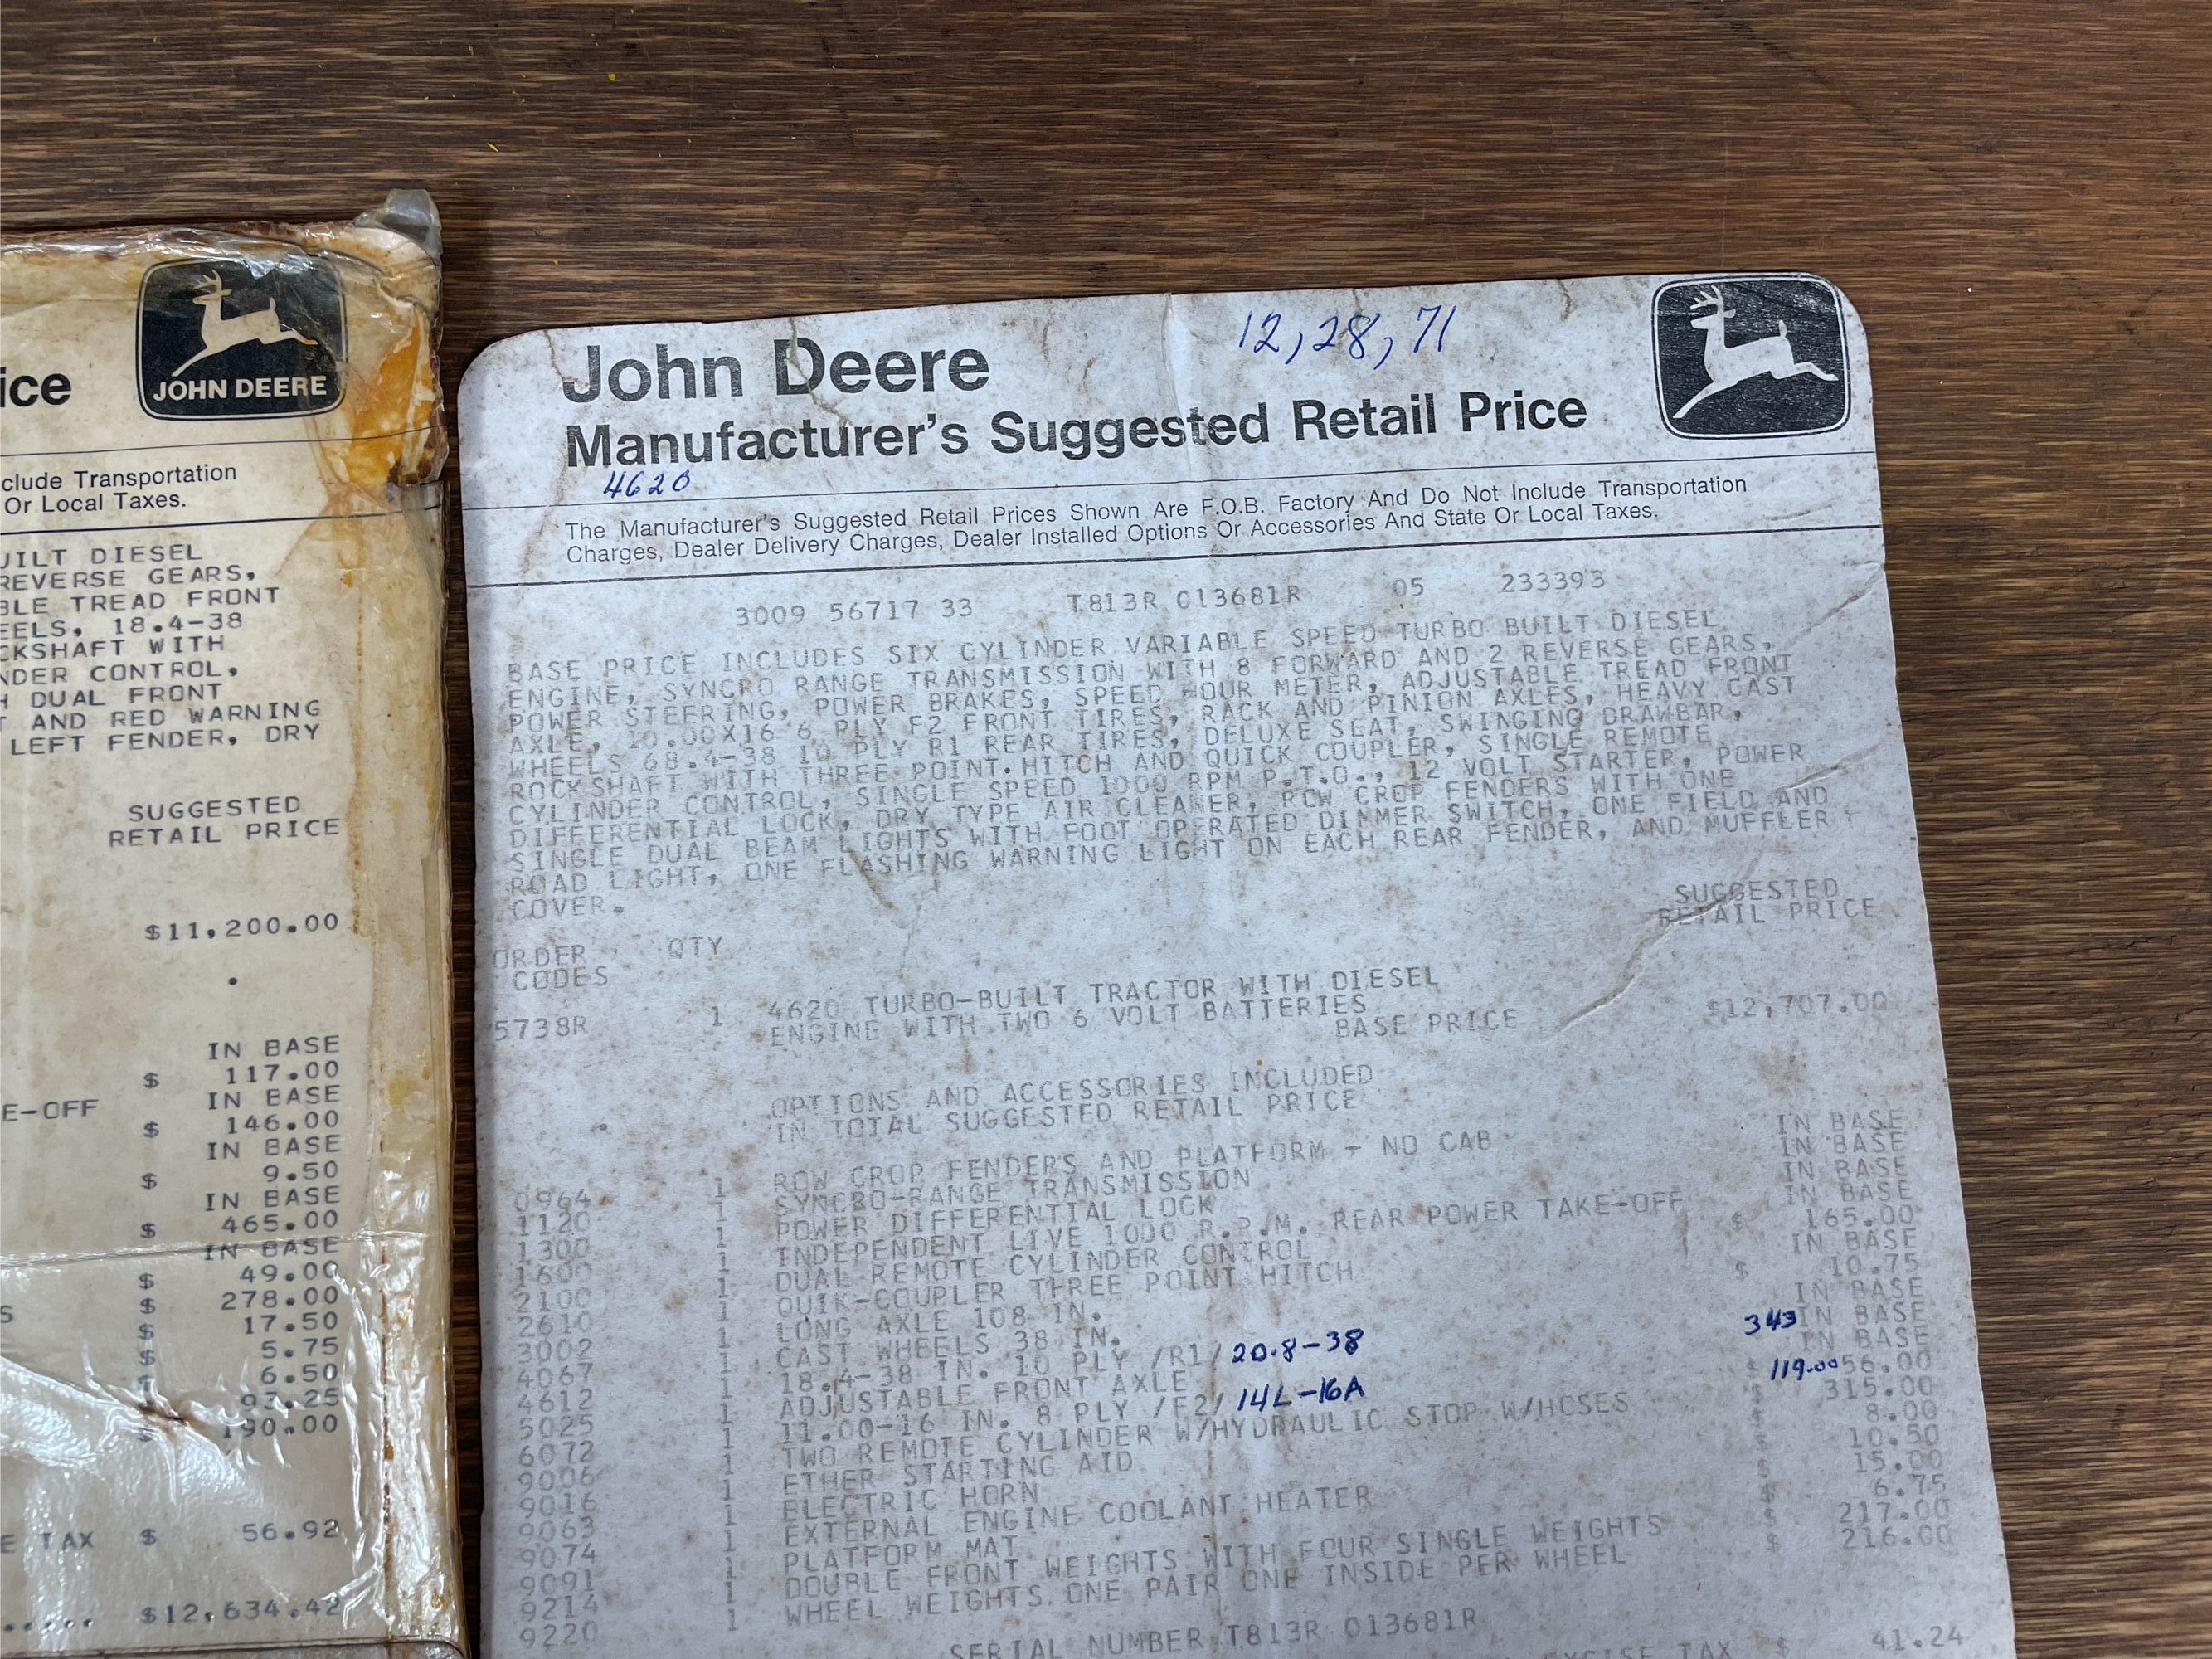 ice
JOHN DEERE
clude Transportation
Or Local Taxes.
UILT DIESEL
REVERSE GEARS,
BLE TREAD FRONT
EELS, 18.4-38
CKSHAFT WITH
NDER CONTROL,
H DUAL FRONT
T AND RED WARNING
LEFT FENDER, DRY
SUGGESTED
RETAIL PRICE
$11,200.00
IN BASE
$ 117.00
E-OFF IN BASE
$ 146.00
IN BASE
$ 9.50
IN BASE
$ 465.00
IN BASE
$ 49.00
S $ 278.00
$ 17.50
$ 5.75
$ 6.50
93.25
$ 190.00
E TAX $ 56.92
..... $12,634.42
12,28,71
John Deere
Manufacturer's Suggested Retail Price
4620
The Manufacturer's Suggested Retail Prices Shown Are F.O.B. Factory And Do Not Include Transportation
Charges, Dealer Delivery Charges, Dealer Installed Options Or Accessories And State Or Local Taxes.
3009 56717 33 T813R 013681R 05 233393
BASE PRICE INCLUDES SIX CYLINDER VARIABLE SPEED TURBO BUILT DIESEL
ENGINE, SYNCRO RANGE TRANSMISSION WITH 8 FORWARD AND 2 REVERSE GEARS,
POWER STEERING, POWER BRAKES, SPEED HOUR METER, ADJUSTABLE TREAD FRONT
AXLE, 10.00X16 6 PLY F2 FRONT TIRES, RACK AND PINION AXLES, HEAVY CAST
WHEELS 68.4-38 10 PLY R1 REAR TIRES, DELUXE SEAT, SWINGING DRAWBAR,
ROCKSHAFT WITH THREE POINT HITCH AND QUICK COUPLER, SINGLE REMOTE
CYLINDER CONTROL, SINGLE SPEED 1000 RPM P.T.O., 12 VOLT STARTER, POWER
DIFFERENTIAL LOCK, DRY TYPE AIR CLEANER, ROW CROP FENDERS WITH ONE
SINGLE DUAL BEAM LIGHTS WITH FOOT OPERATED DIMMER SWITCH, ONE FIELD AND
ROAD LIGHT, ONE FLASHING WARNING LIGHT ON EACH REAR FENDER, AND MUFFLER
COVER.
SUGGESTED
RETAIL PRICE
ORDER QTY
CODES
5738R 1 4620 TURBO-BUILT TRACTOR WITH DIESEL
ENGINE WITH TWO 6 VOLT BATTERIES
BASE PRICE $12,707.00
OPTIONS AND ACCESSORIES INCLUDED
IN TOTAL SUGGESTED RETAIL PRICE
0964 1 ROW CROP FENDERS AND PLATFORM - NO CAB IN BASE
1120 1 SYNCRO-RANGE TRANSMISSION IN BASE
1300 1 POWER DIFFERENTIAL LOCK IN BASE
1600 1 INDEPENDENT LIVE 1000 R.P.M. REAR POWER TAKE-OFF IN BASE
2100 1 DUAL REMOTE CYLINDER CONTROL $ 165.00
2610 1 QUIK-COUPLER THREE POINT HITCH IN BASE
3002 1 LONG AXLE 108 IN. $ 10.75
4067 1 CAST WHEELS 38 IN. IN BASE
4612 1 18.4-38 IN. 10 PLY /R1/ 20.8-38 343 IN BASE
5025 1 ADJUSTABLE FRONT AXLE IN BASE
6072 1 11.00-16 IN. 8 PLY /F2/ 14L-16A $ 119.00 56.00
9006 1 TWO REMOTE CYLINDER W/HYDRAULIC STOP W/HOSES $ 315.00
9016 1 ETHER STARTING AID $ 8.00
9063 1 ELECTRIC HORN $ 10.50
9074 1 EXTERNAL ENGINE COOLANT HEATER $ 15.00
9091 1 PLATFORM MAT $ 6.75
9214 1 DOUBLE FRONT WEIGHTS WITH FOUR SINGLE WEIGHTS $ 217.00
9220 1 WHEEL WEIGHTS ONE PAIR ONE INSIDE PER WHEEL $ 216.00
SERIAL NUMBER T813R 013681R
EXCISE TAX $ 41.24